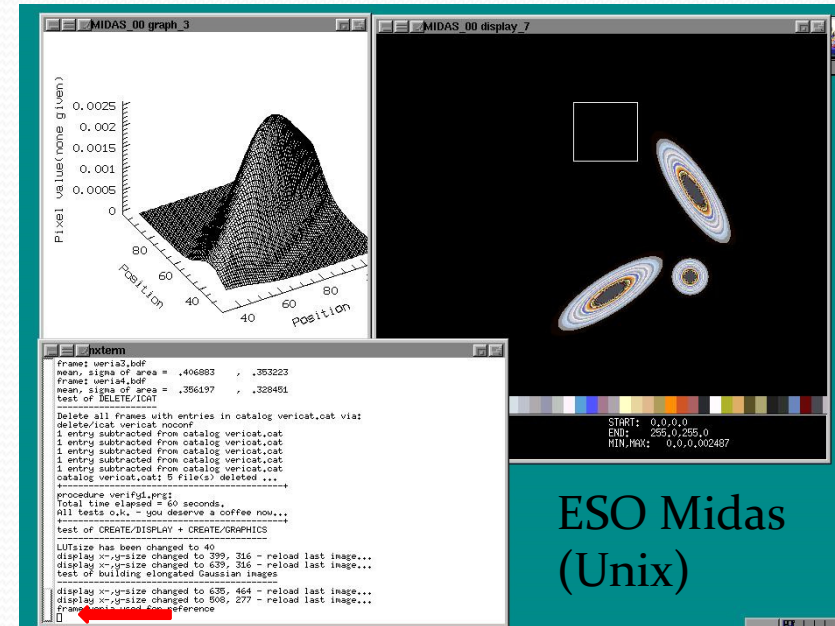 MIDAS_00 graph_3
Pixel value(none given)
0.0025
0.002
0.0015
0.001
0.0005
0
80
60
40
Position
40
60
80
Position
MIDAS_00 display_7
START: 0.0,0.0
END: 255.0,255.0
MIN,MAX: 0.0,0.002487
nxterm
frame: weria3.bdf
mean, sigma of area = .406883 , .353223
frame: weria4.bdf
mean, sigma of area = .356197 , .328451
test of DELETE/ICAT
-------------------
Delete all frames with entries in catalog vericat.cat via:
delete/icat vericat noconf
1 entry subtracted from catalog vericat.cat
1 entry subtracted from catalog vericat.cat
1 entry subtracted from catalog vericat.cat
1 entry subtracted from catalog vericat.cat
1 entry subtracted from catalog vericat.cat
catalog vericat.cat: 5 file(s) deleted ...
+------------------------------------------+
procedure verify1.prg:
Total time elapsed = 60 seconds.
All tests o.k. - you deserve a coffee now...
+------------------------------------------+
test of CREATE/DISPLAY + CREATE/GRAPHICS
----------------------------------------
LUTsize has been changed to 40
display x-,y-size changed to 399, 316 - reload last image...
display x-,y-size changed to 639, 316 - reload last image...
test of building elongated Gaussian images
------------------------------------------
display x-,y-size changed to 635, 464 - reload last image...
display x-,y-size changed to 508, 277 - reload last image...
used for reference
ESO Midas
(Unix)